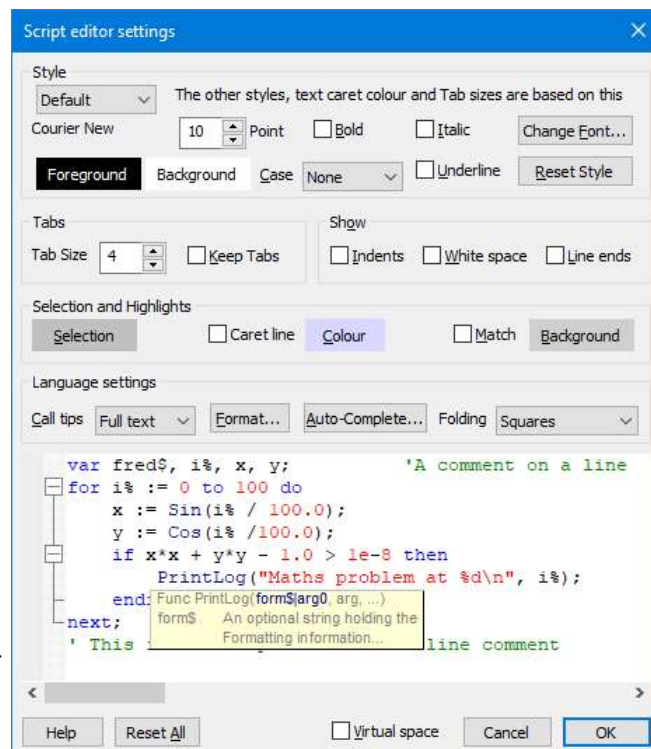 Script editor settings
Style
Default The other styles, text caret colour and Tab sizes are based on this
Courier New 10 Point Bold Italic Change Font...
Foreground Background Case None Underline Reset Style
Tabs Show
Tab Size 4 Keep Tabs Indents White space Line ends
Selection and Highlights
Selection Caret line Colour Match Background
Language settings
Call tips Full text Format... Auto-Complete... Folding Squares
var fred$, i%, x, y; 'A comment on a line
for i% := 0 to 100 do
x := Sin(i% / 100.0);
y := Cos(i% /100.0);
if x*x + y*y - 1.0 > 1e-8 then
PrintLog("Maths problem at %d\n", i%);
end
Func PrintLog(form$|arg0, arg, ...)
next;
form$ An optional string holding the
Formatting information...
' This line comment
Help Reset All Virtual space Cancel OK